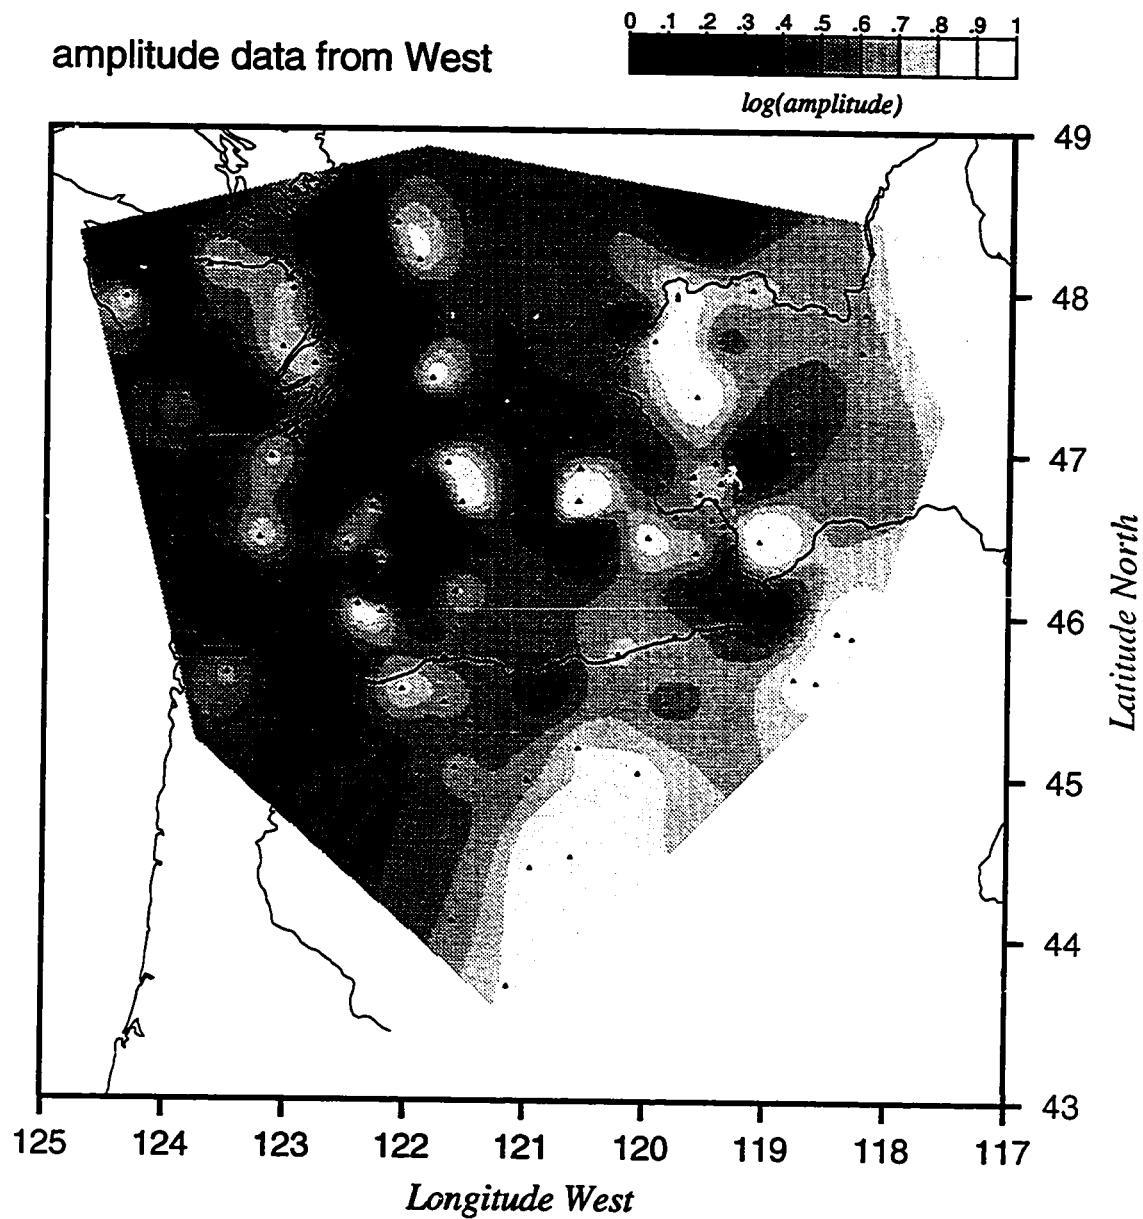 0 .1 .2 .3 .4 .5 .6 .7 .8 .9 1
amplitude data from West
log(amplitude)
49
48
47
46
45
44
43
Latitude North
125 124 123 122 121 120 119 118 117
Longitude West